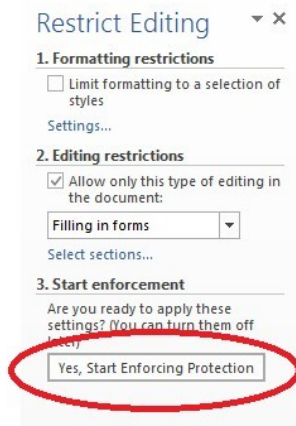 Restrict Editing
1. Formatting restrictions
Limit formatting to a selection of
styles
Settings...
2. Editing restrictions
Allow only this type of editing in
the document:
Filling in forms
Select sections...
3. Start enforcement
Are you ready to apply these
settings? (You can turn them off
later)
Yes, Start Enforcing Protection